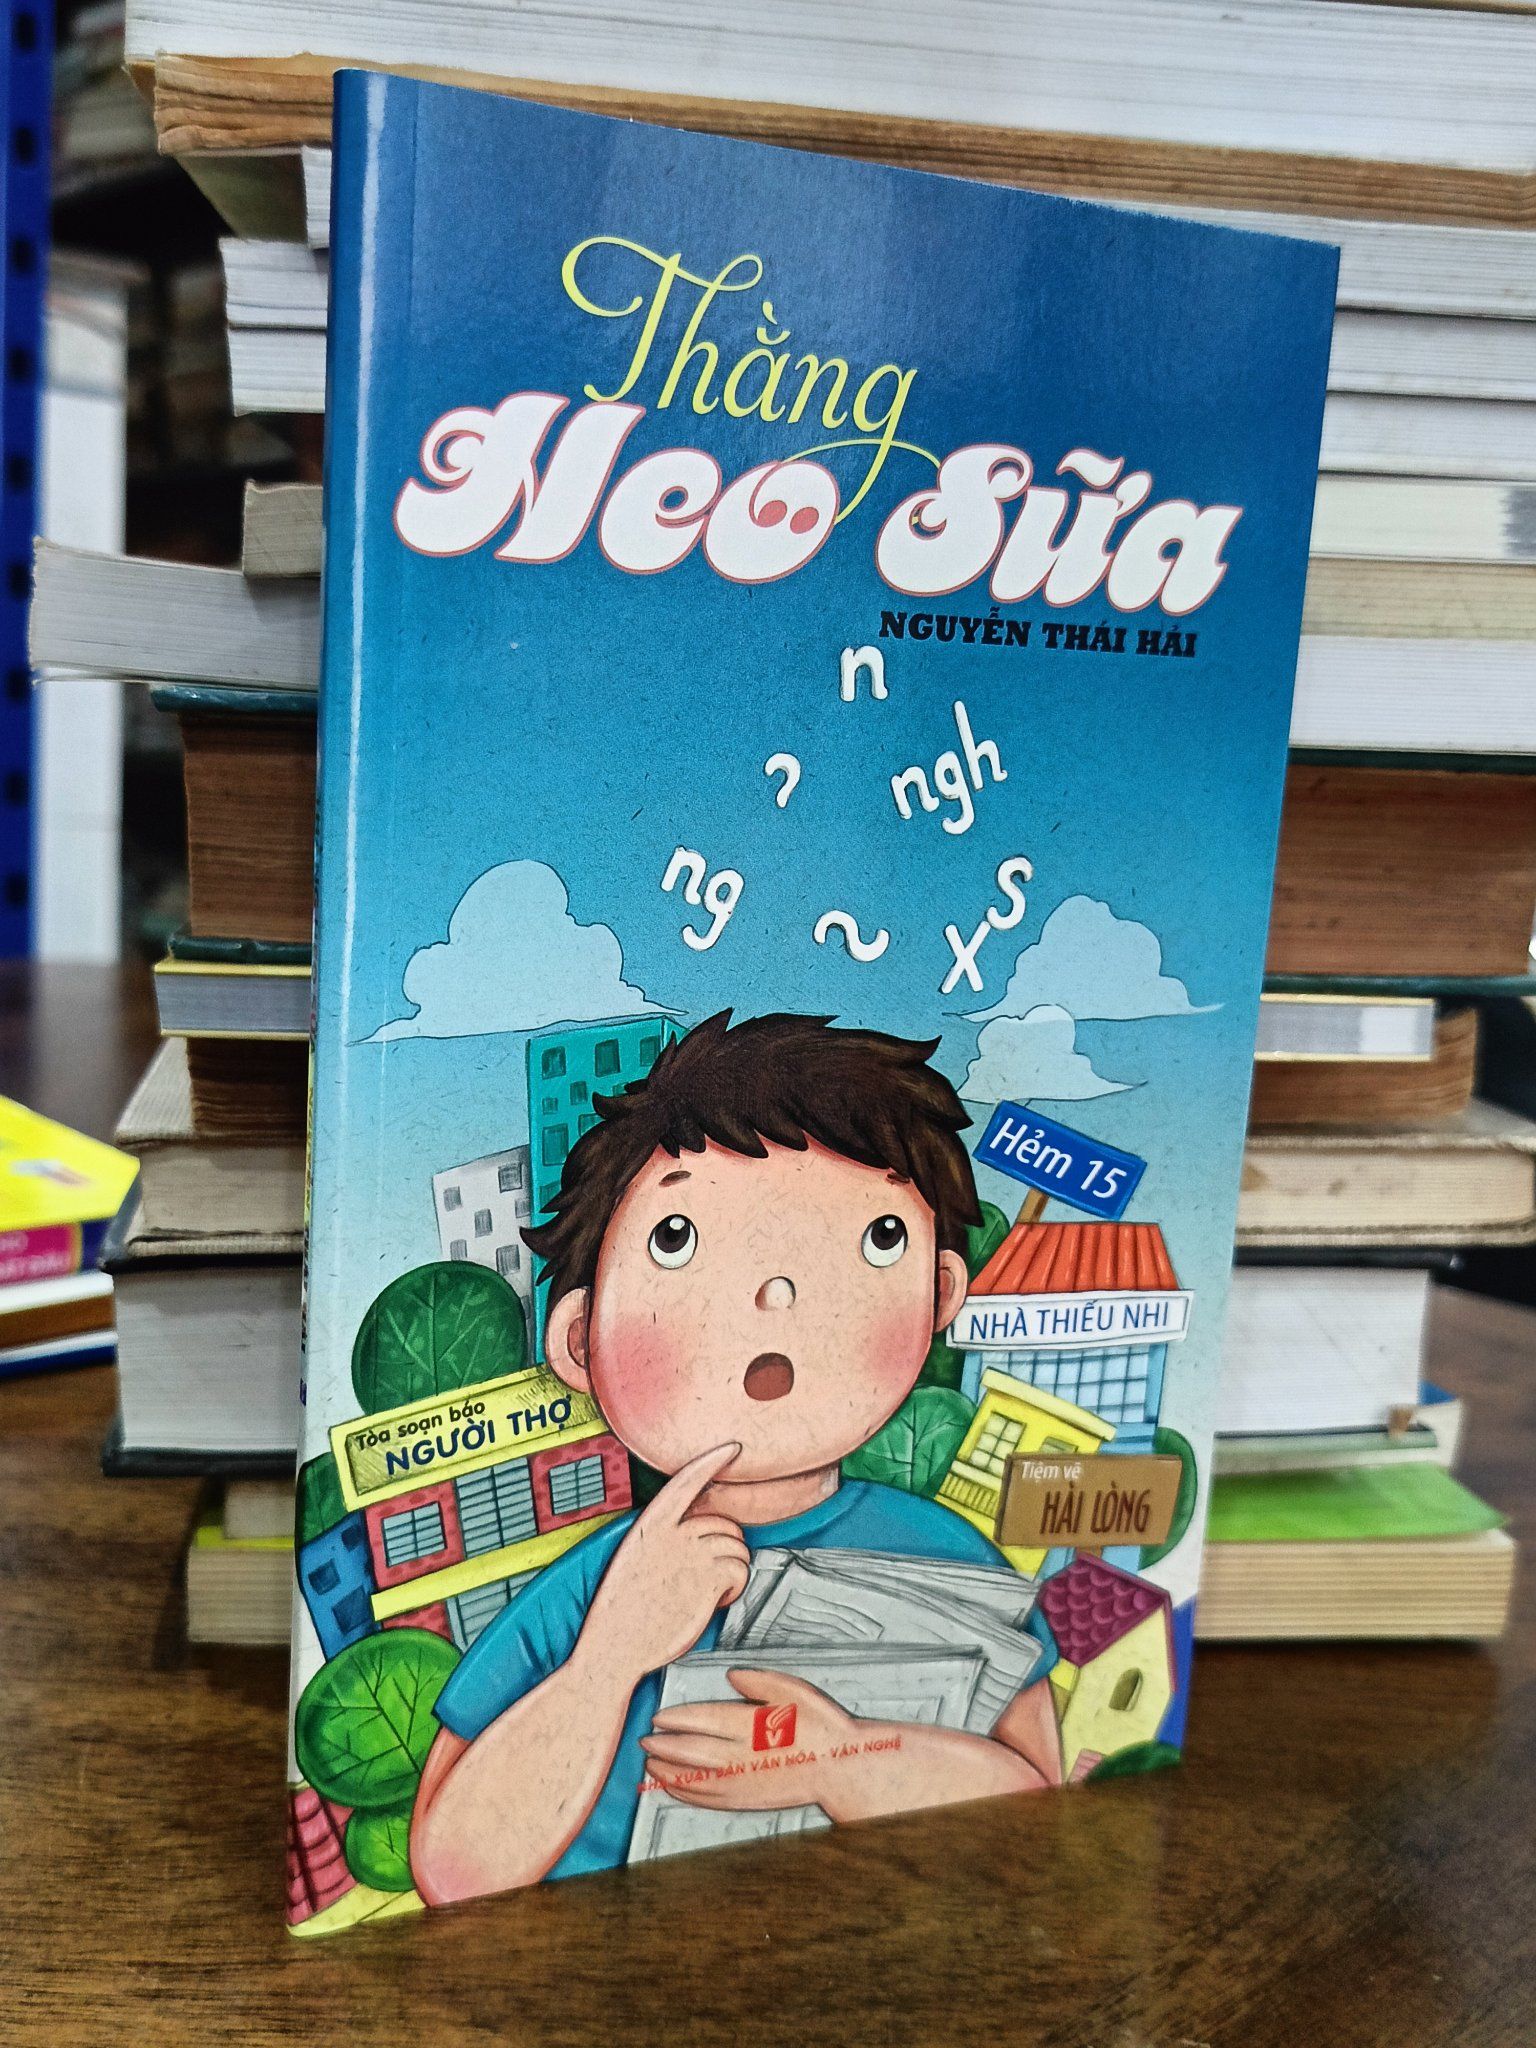 Thằng
Heo Sữa
NGUYỄN THÁI HẢI
n
ngh
ng
s
x
Hẻm 15
NHÀ THIẾU NHI
Tòa soạn báo
NGƯỜI THỢ
Tiệm vẽ
HÀI LÒNG
NHÀ XUẤT BẢN VĂN HÓA - VĂN NGHỆ